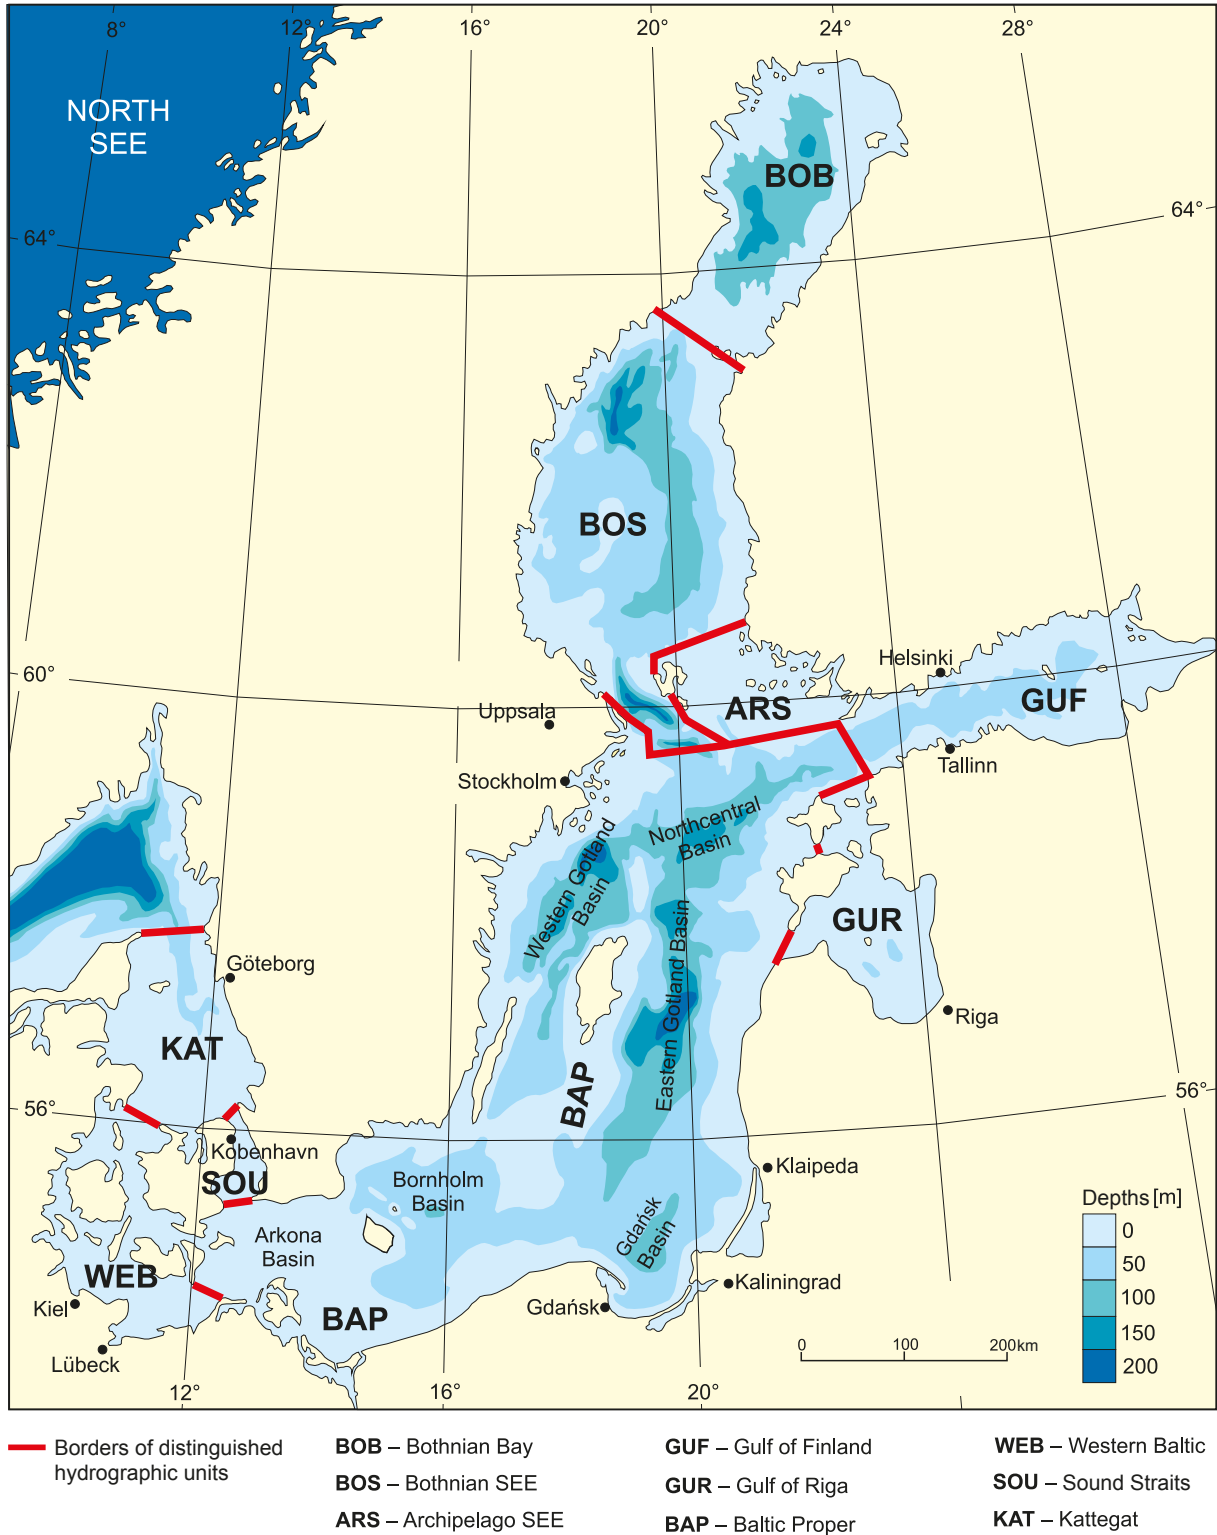 8°
12°
16°
20°
24°
28°
NORTH
SEE
BOB
64°
64°
BOS
60°
Helsinki
GUF
ARS
Uppsala
Tallinn
Stockholm
Northcentral
Basin
Western Gotland
Basin
GUR
Eastern Gotland Basin
Göteborg
Riga
KAT
BAP
56°
56°
Kobenhavn
SOU
Klaipeda
Bornholm
Basin
Depths [m]
0
50
100
150
200
Arkona
Basin
Gdańsk
Basin
WEB
Kaliningrad
Kiel
Gdańsk
BAP
Lübeck
0
100
200km
12°
16°
20°
Borders of distinguished
hydrographic units
BOB – Bothnian Bay
BOS – Bothnian SEE
ARS – Archipelago SEE
GUF – Gulf of Finland
GUR – Gulf of Riga
BAP – Baltic Proper
WEB – Western Baltic
SOU – Sound Straits
KAT – Kattegat